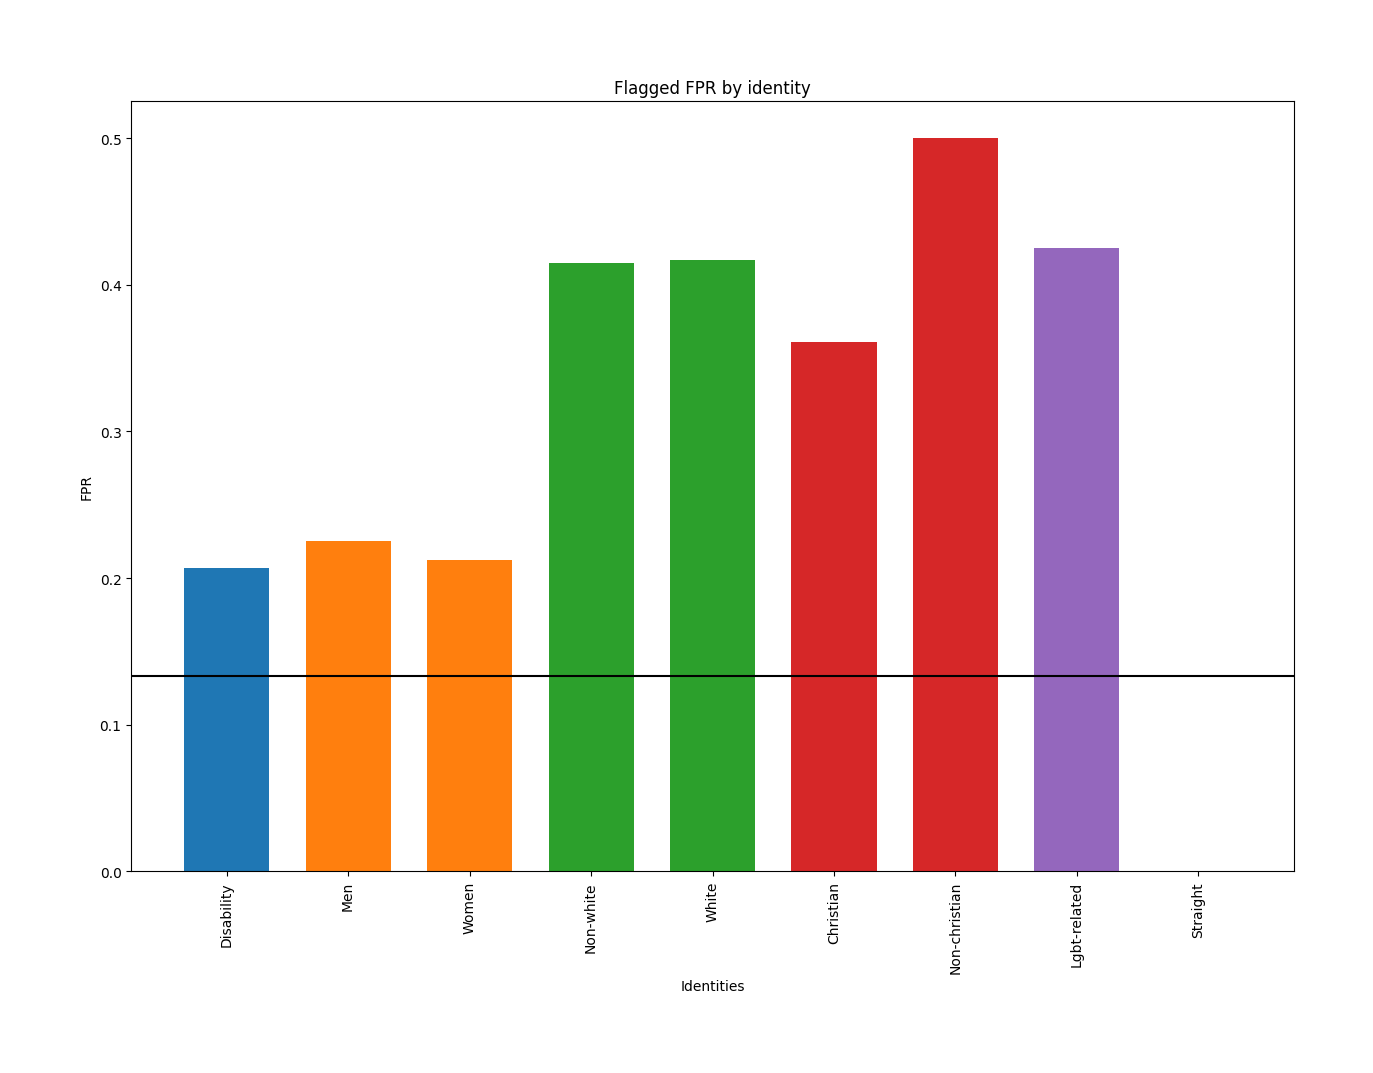 Flagged FPR by identity
0.5
0.4
0.3
0.2
0.1
0.0
FPR
Disability
Men
Women
Non-white
White
Christian
Non-christian
Lgbt-related
Straight
Identities